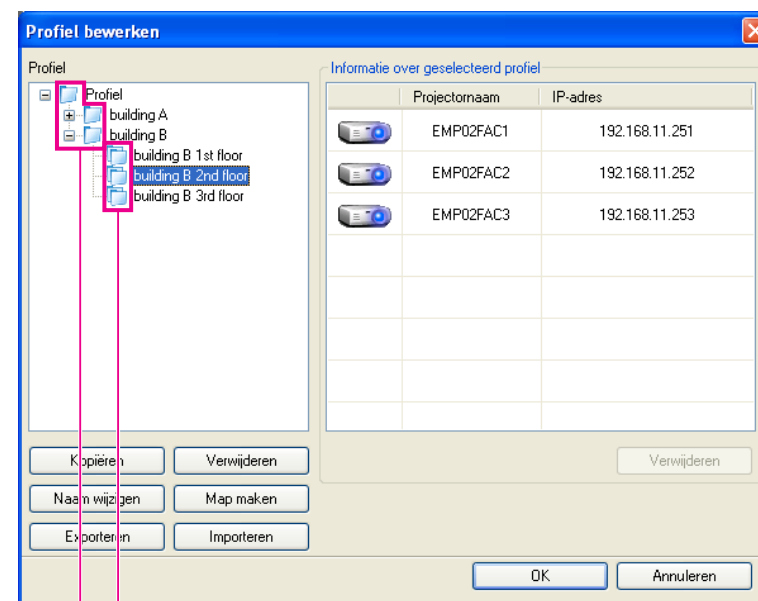 Profiel bewerken
Profiel
Profiel
building A
building B
building B 1st floor
building B 2nd floor
building B 3rd floor
Informatie over geselecteerd profiel
Projectornaam IP-adres
EMP02FAC1 192.168.11.251
EMP02FAC2 192.168.11.252
EMP02FAC3 192.168.11.253
Kopiëren Verwijderen
Naam wijzigen Map maken
Exporteren Importeren
Verwijderen
OK Annuleren